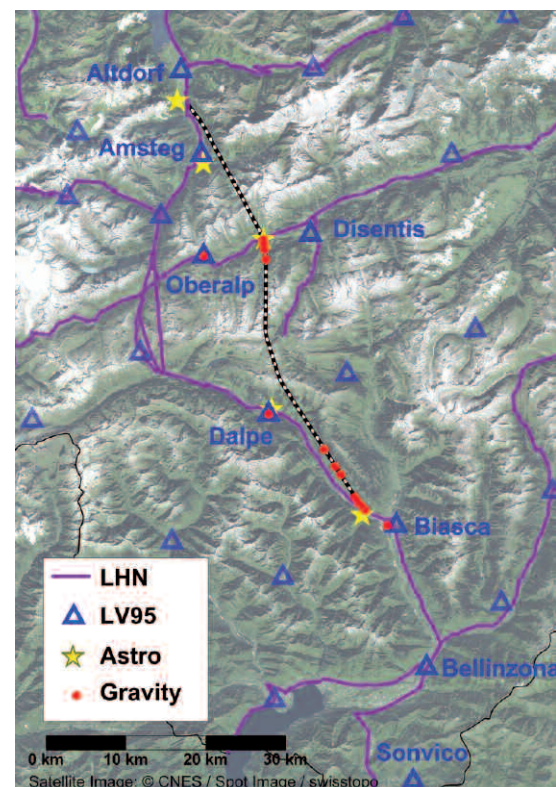 Altdorf
Amsteg
Disentis
Oberalp
Dalpe
Biasca
LHN
LV95
Astro
Gravity
Bellinzona
0 km 10 km 20 km 30 km
Sonvico
Satellite Image: © CNES / Spot Image / swisstopo